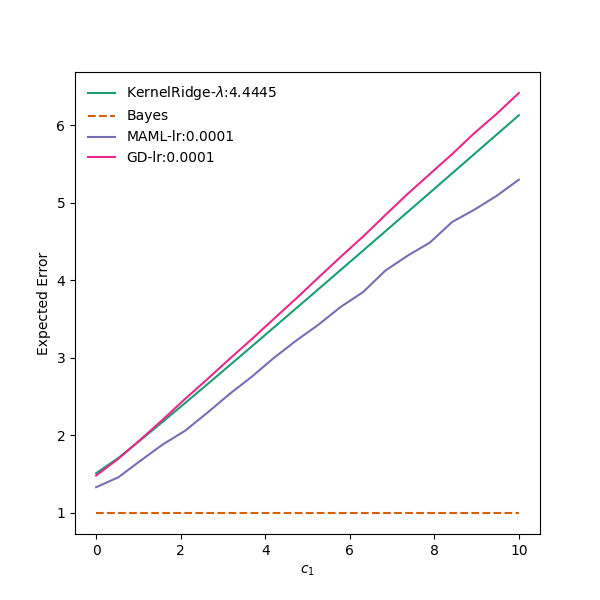 KernelRidge-λ:4.4445
Bayes
MAML-lr:0.0001
GD-lr:0.0001
Expected Error
6
5
4
3
2
1
0 2 4 6 8 10
c₁